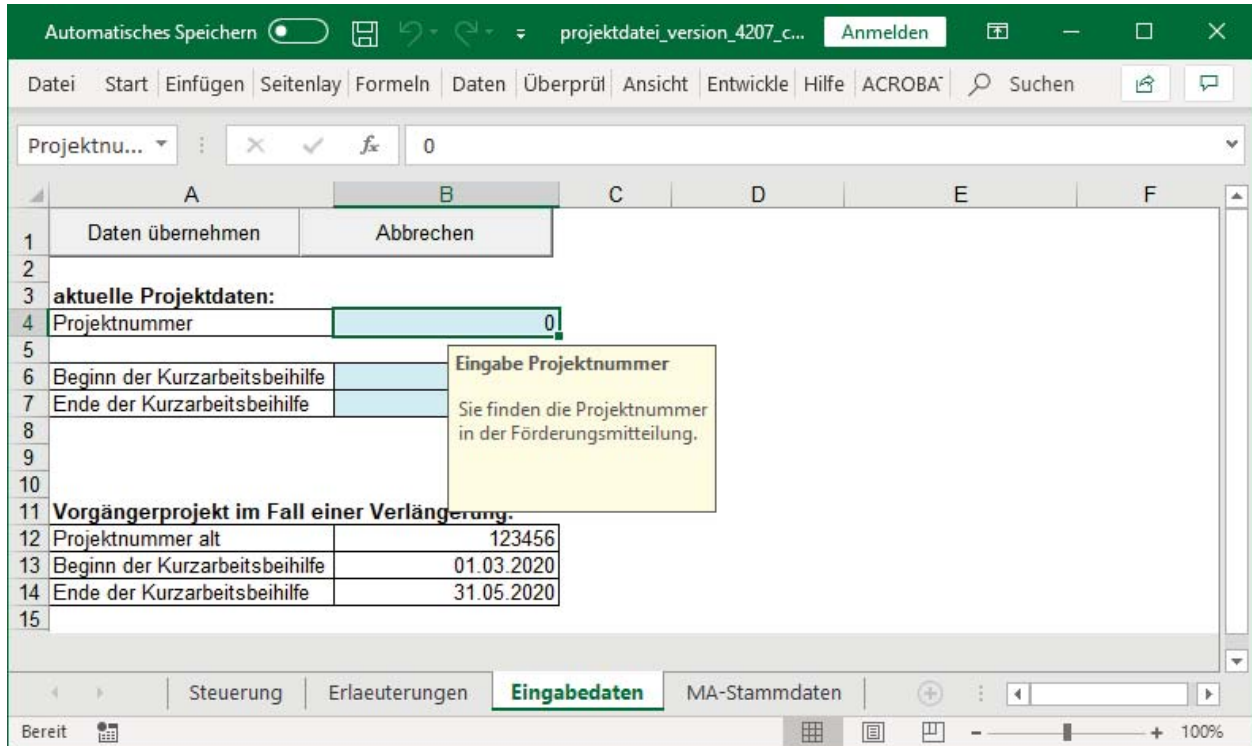 Automatisches Speichern projektdatei_version_4207_c... Anmelden
Datei Start Einfügen Seitenlay Formeln Daten Überprüf Ansicht Entwickle Hilfe ACROBAT Suchen
Projektnu... fx 0
A B C D E F
1 Daten übernehmen Abbrechen
2
3 aktuelle Projektdaten:
4 Projektnummer 0
5
Eingabe Projektnummer
6 Beginn der Kurzarbeitsbeihilfe
7 Ende der Kurzarbeitsbeihilfe
Sie finden die Projektnummer
in der Förderungsmitteilung.
8
9
10
11 Vorgängerprojekt im Fall einer Verlängerung:
12 Projektnummer alt 123456
13 Beginn der Kurzarbeitsbeihilfe 01.03.2020
14 Ende der Kurzarbeitsbeihilfe 31.05.2020
15
Steuerung Erlaeuterungen Eingabedaten MA-Stammdaten
Bereit 100%